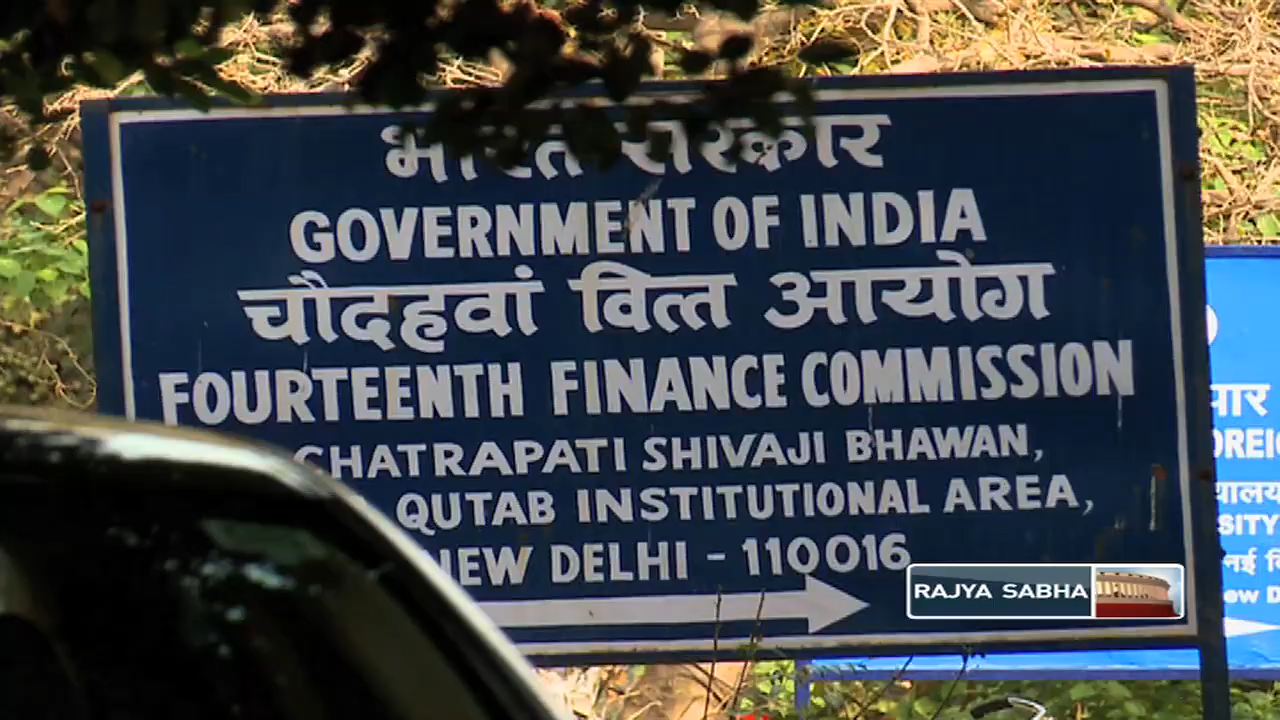 भारत सरकार
GOVERNMENT OF INDIA
चौदहवां वित्त आयोग
FOURTEENTH FINANCE COMMISSION
CHATRAPATI SHIVAJI BHAWAN,
QUTAB INSTITUTIONAL AREA,
NEW DELHI - 110016
RAJYA SABHA